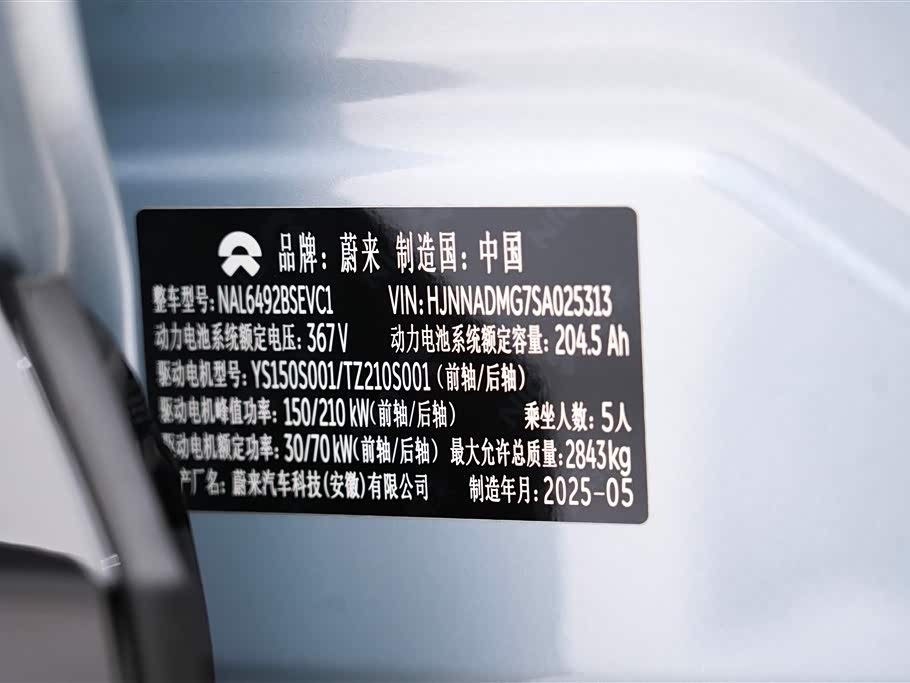 品牌: 蔚来 制造国: 中国
整车型号: NAL6492BSEVC1 VIN: HJNNADMG7SA025313
动力电池系统额定电压: 367V 动力电池系统额定容量: 204.5 Ah
驱动电机型号: YS150S001/TZ210S001 (前轴/后轴)
驱动电机峰值功率: 150/210 kW(前轴/后轴) 乘坐人数: 5人
驱动电机额定功率: 30/70 kW(前轴/后轴) 最大允许总质量: 2843kg
产厂名: 蔚来汽车科技(安徽)有限公司 制造年月: 2025-05